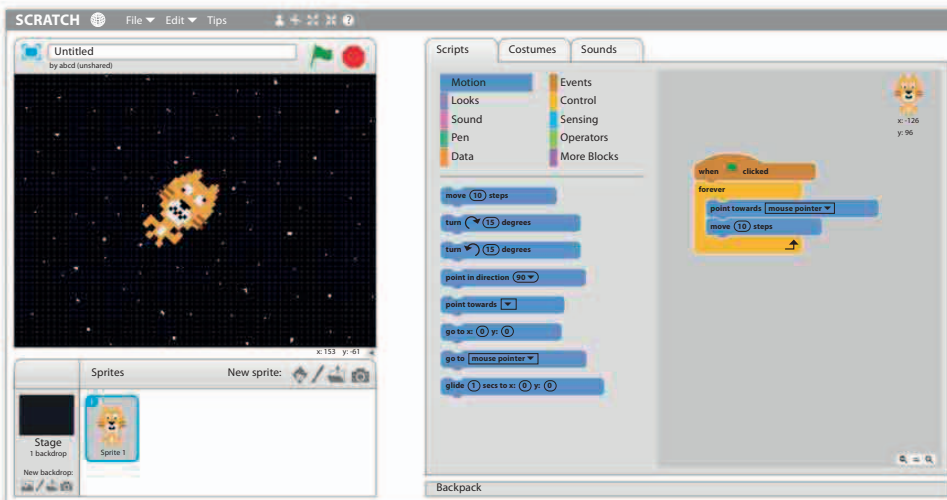 SCRATCH File Edit Tips
Untitled
by abcd (unshared)
x: 153 y: -61
Sprites New sprite:
Stage
1 backdrop
New backdrop:
Sprite 1
Scripts Costumes Sounds
Motion Events
Looks Control
Sound Sensing
Pen Operators
Data More Blocks
move 10 steps
turn 15 degrees
turn 15 degrees
point in direction 90
point towards
go to x: 0 y: 0
go to mouse pointer
glide 1 secs to x: 0 y: 0
x: -126
y: 96
when clicked
forever
point towards mouse pointer
move 10 steps
Backpack